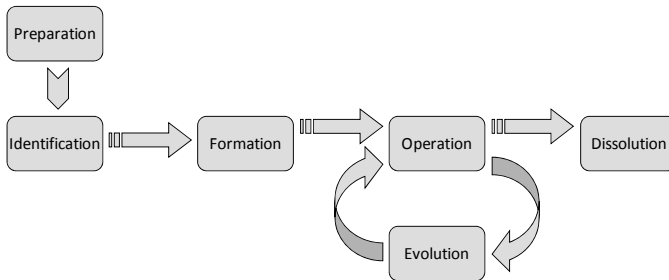 Preparation
Identification
Formation
Operation
Dissolution
Evolution